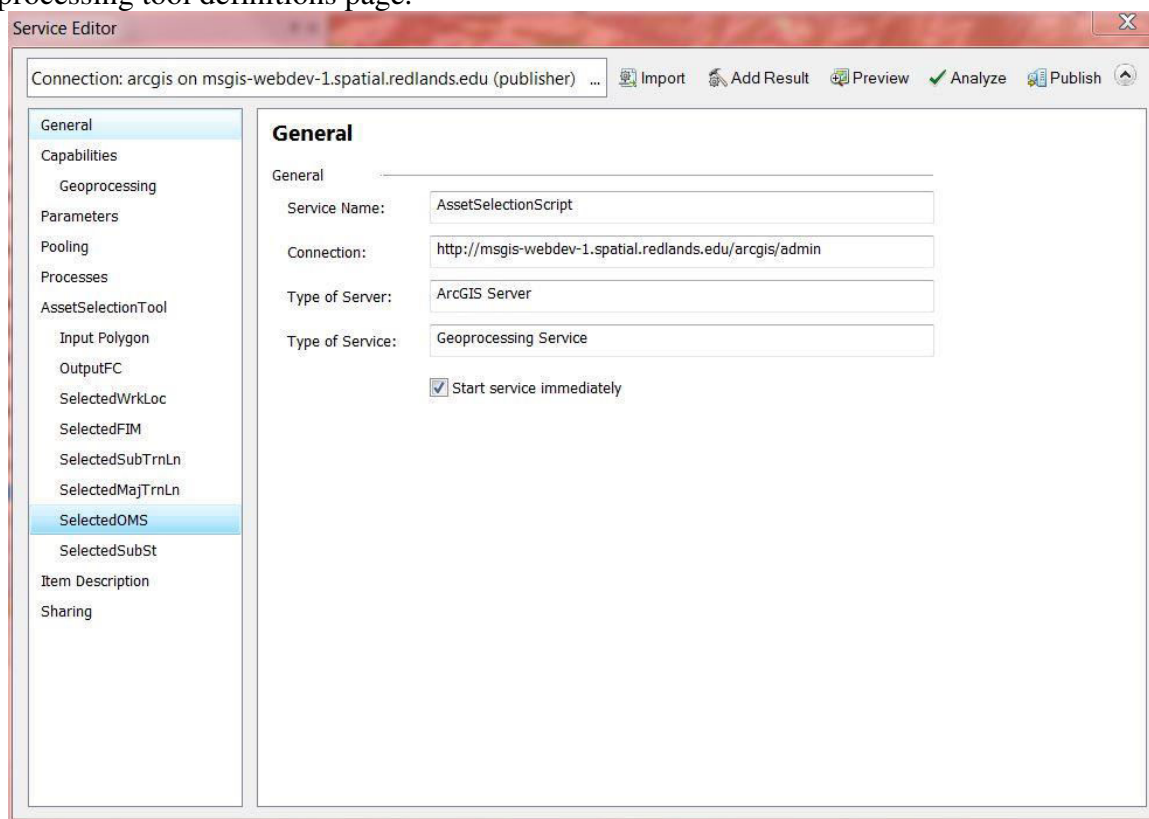 processing tool definitions page.
Service Editor
Connection: arcgis on msgis-webdev-1.spatial.redlands.edu (publisher) ... Import Add Result Preview Analyze Publish
General
Capabilities
Geoprocessing
Parameters
Pooling
Processes
AssetSelectionTool
Input Polygon
OutputFC
SelectedWrkLoc
SelectedFIM
SelectedSubTrnLn
SelectedMajTrnLn
SelectedOMS
SelectedSubSt
Item Description
Sharing
General
General
Service Name: AssetSelectionScript
Connection: http://msgis-webdev-1.spatial.redlands.edu/arcgis/admin
Type of Server: ArcGIS Server
Type of Service: Geoprocessing Service
Start service immediately